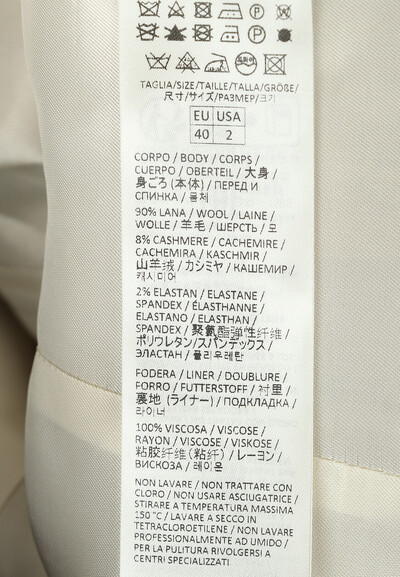 TAGLIA/SIZE/TAILLE/TALLA/GRÖßE/
尺寸/サイズ/РАЗМЕР/크기
EU USA
40 2
CORPO / BODY / CORPS /
CUERPO / OBERTEIL / 大身 /
身ごろ (本体) / ПЕРЕД И
СПИНКА / 몸체
90% LANA / WOOL / LAINE /
WOLLE / 羊毛 / ШЕРСТЬ / 모
8% CASHMERE / CACHEMIRE /
CACHEMIRA / KASCHMIR /
山羊绒 / カシミヤ / КАШЕМИР /
캐시미어
2% ELASTAN / ELASTANE /
SPANDEX / ÉLASTHANNE /
ELASTANO / ELASTHAN /
SPANDEX / 聚氨酯弹性纤维 /
ポリウレタン/スパンデックス /
ЭЛАСТАН / 폴리우레탄
FODERA / LINER / DOUBLURE /
FORRO / FUTTERSTOFF / 衬里 /
裏地 (ライナー) / ПОДКЛАДКА /
라이너
100% VISCOSA / VISCOSE /
RAYON / VISCOSE / VISKOSE /
粘胶纤维 (粘纤) / レーヨン /
ВИСКОЗА / 레이온
NON LAVARE / NON TRATTARE CON
CLORO / NON USARE ASCIUGATRICE /
STIRARE A TEMPERATURA MASSIMA
150 °C / LAVARE A SECCO IN
TETRACLOROETILENE / NON LAVARE
PROFESSIONALMENTE AD UMIDO /
PER LA PULITURA RIVOLGERSI A
CENTRI SPECIALIZZATI